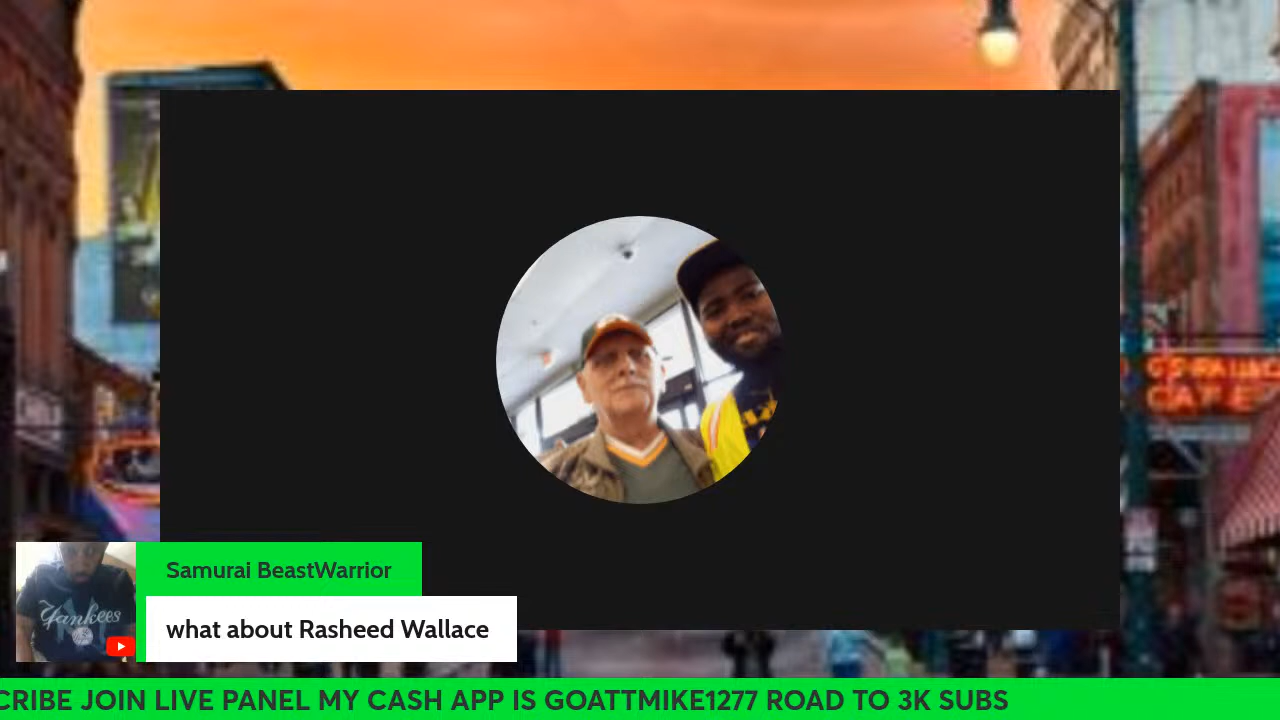 Yankees
Samurai BeastWarrior
what about Rasheed Wallace
CRIBE JOIN LIVE PANEL MY CASH APP IS GOATTMIKE1277 ROAD TO 3K SUBS